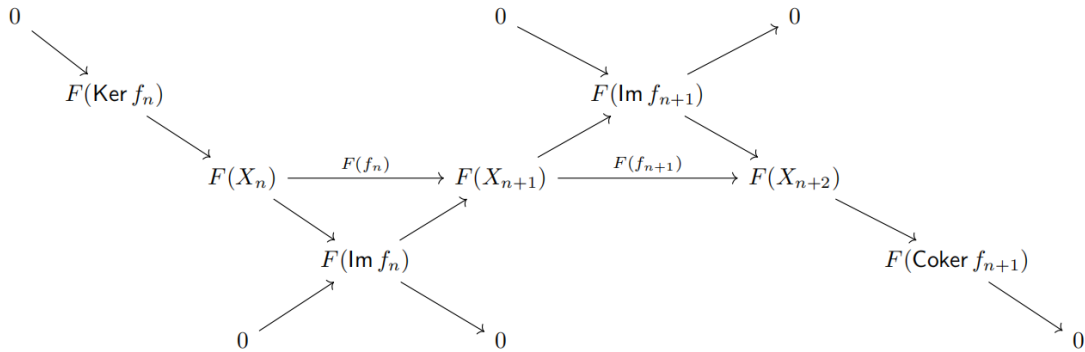 0 0 0
F(Ker f_n) F(Im f_{n+1})
F(f_n) F(f_{n+1})
F(X_n) F(X_{n+1}) F(X_{n+2})
F(Im f_n) F(Coker f_{n+1})
0 0 0